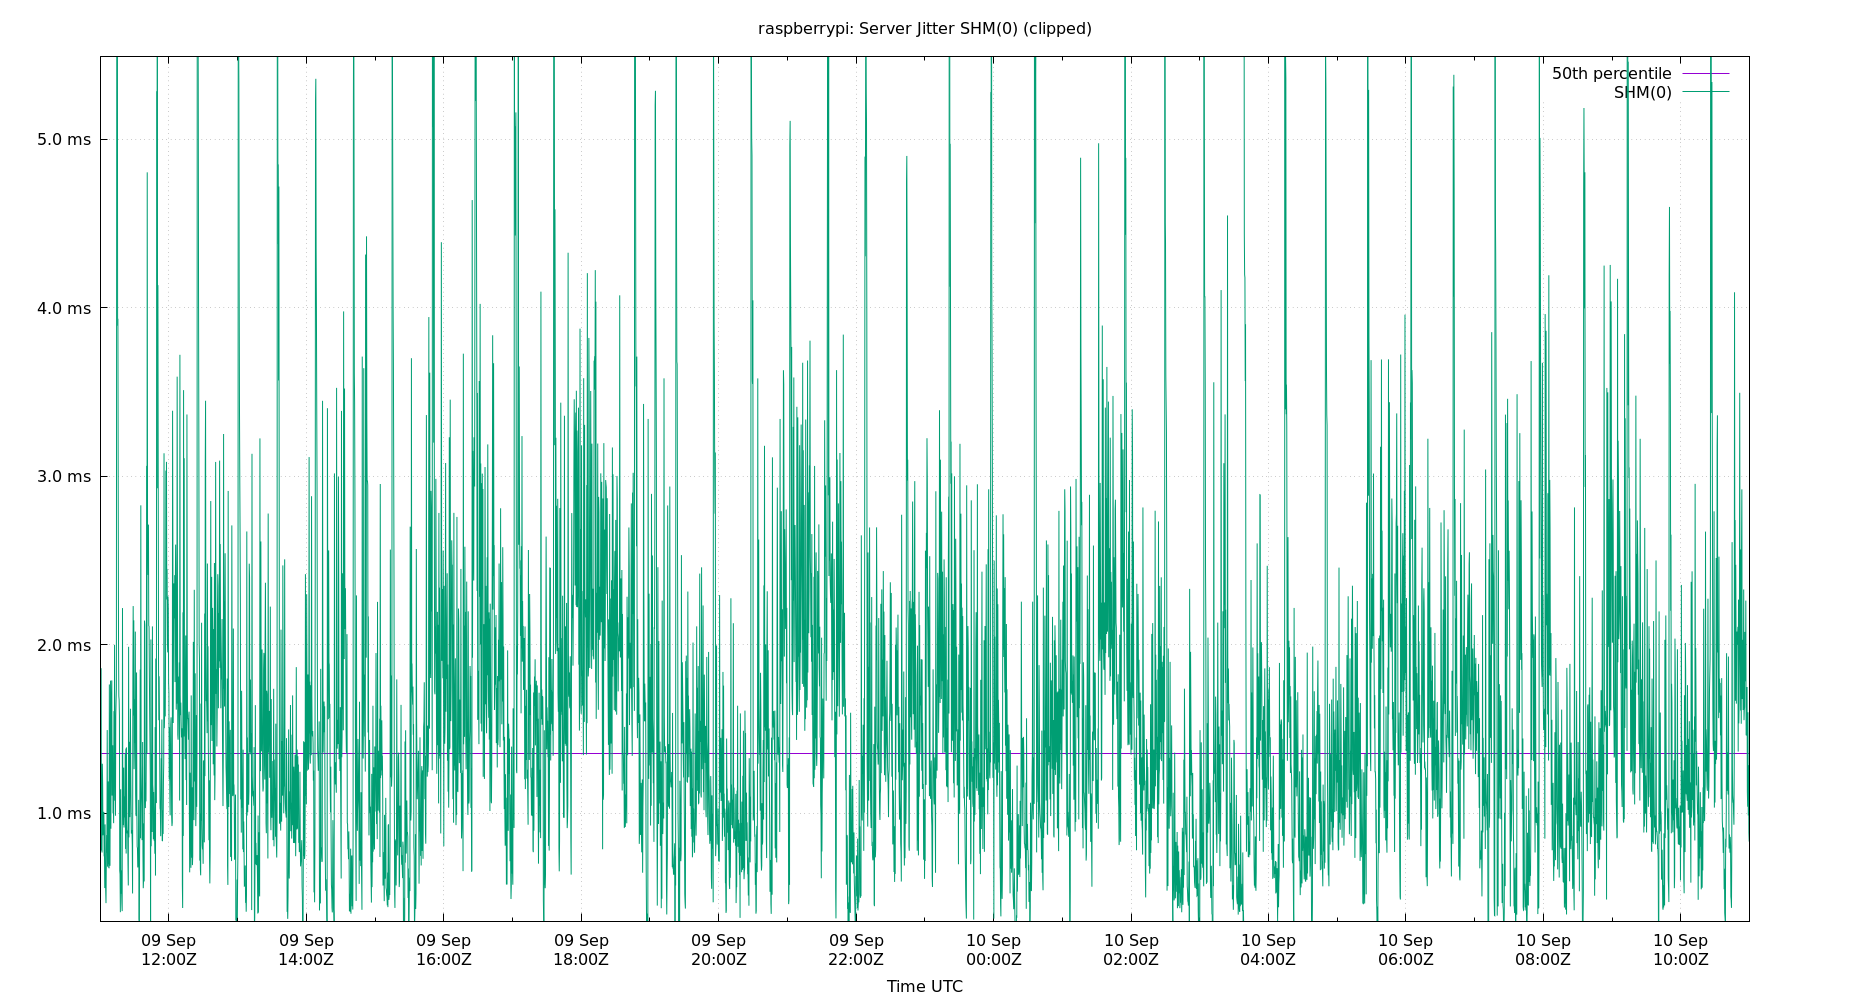 raspberrypi: Server Jitter SHM(0) (clipped)
50th percentile
SHM(0)
5.0 ms
4.0 ms
3.0 ms
2.0 ms
1.0 ms
09 Sep 09 Sep 09 Sep 09 Sep 09 Sep 09 Sep 10 Sep 10 Sep 10 Sep 10 Sep 10 Sep 10 Sep
12:00Z 14:00Z 16:00Z 18:00Z 20:00Z 22:00Z 00:00Z 02:00Z 04:00Z 06:00Z 08:00Z 10:00Z
Time UTC